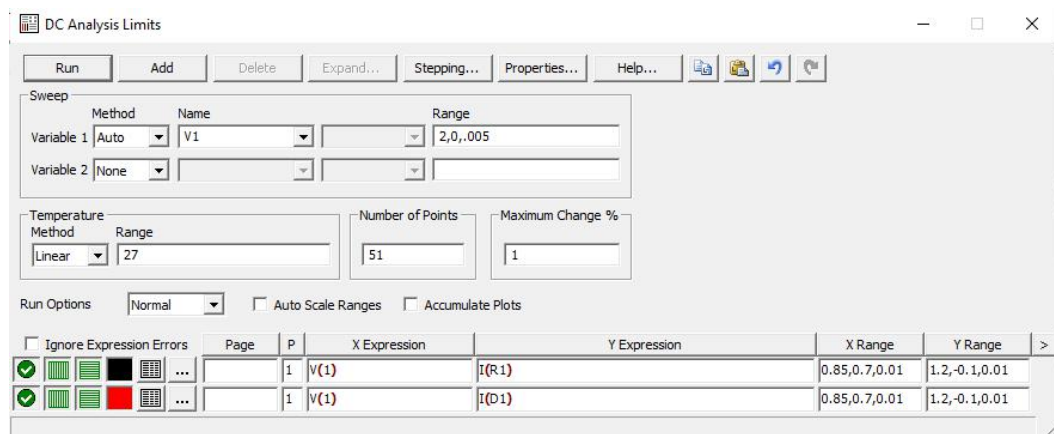 DC Analysis Limits
Run Add Delete Expand... Stepping... Properties... Help...
Sweep
Method Name Range
Variable 1 Auto V1 2,0,.005
Variable 2 None
Temperature Number of Points Maximum Change %
Method Range
Linear 27 51 1
Run Options Normal Auto Scale Ranges Accumulate Plots
Ignore Expression Errors Page P X Expression Y Expression X Range Y Range >
... 1 V(1) I(R1) 0.85,0.7,0.01 1.2,-0.1,0.01
... 1 V(1) I(D1) 0.85,0.7,0.01 1.2,-0.1,0.01